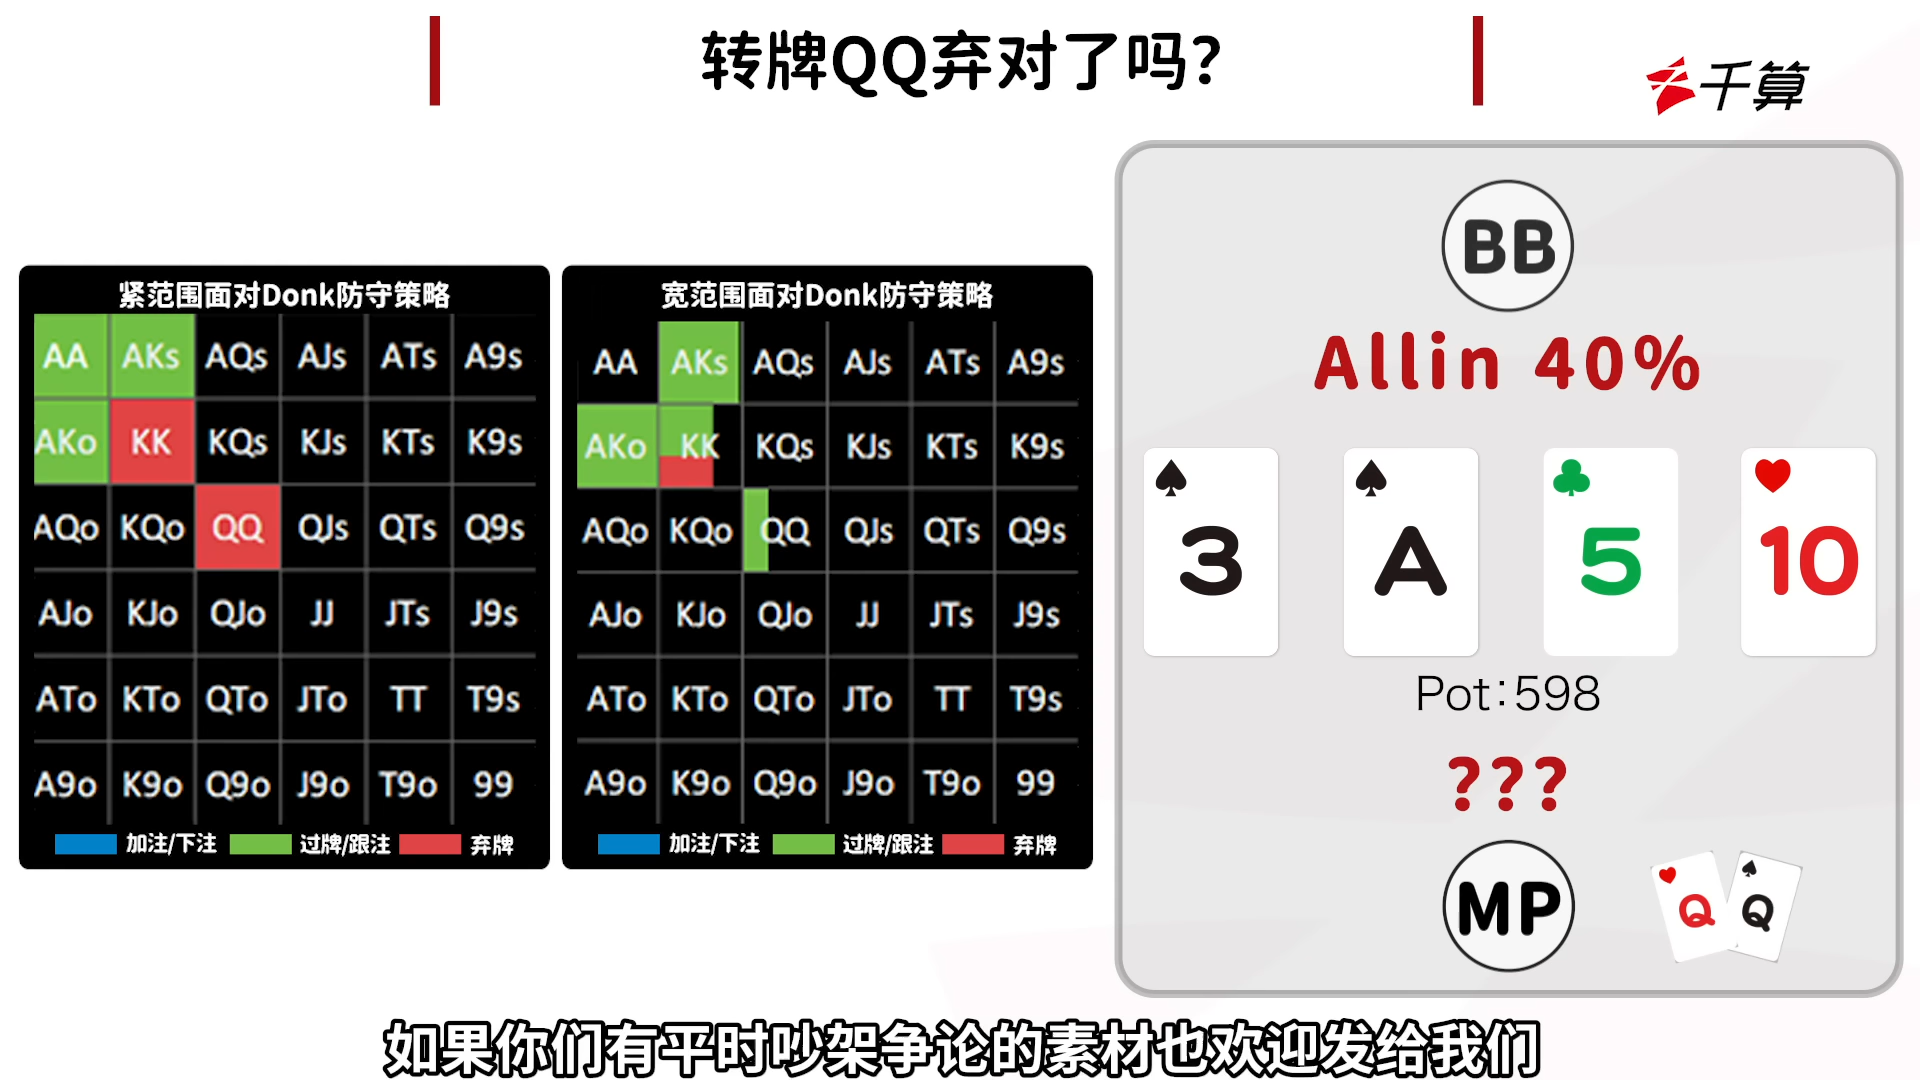 转牌QQ弃对了吗?
千算
紧范围面对Donk防守策略
AA AKs AQs AJs ATs A9s
AKo KK KQs KJs KTs K9s
AQo KQo QQ QJs QTs Q9s
AJo KJo QJo JJ JTs J9s
ATo KTo QTo JTo TT T9s
A9o K9o Q9o J9o T9o 99
加注/下注 过牌/跟注 弃牌
宽范围面对Donk防守策略
AA AKs AQs AJs ATs A9s
AKo KK KQs KJs KTs K9s
AQo KQo QQ QJs QTs Q9s
AJo KJo QJo JJ JTs J9s
ATo KTo QTo JTo TT T9s
A9o K9o Q9o J9o T9o 99
加注/下注 过牌/跟注 弃牌
BB
Allin 40%
3 A 5 10
Pot:598
???
MP
Q Q
如果你们有平时吵架争论的素材也欢迎发给我们